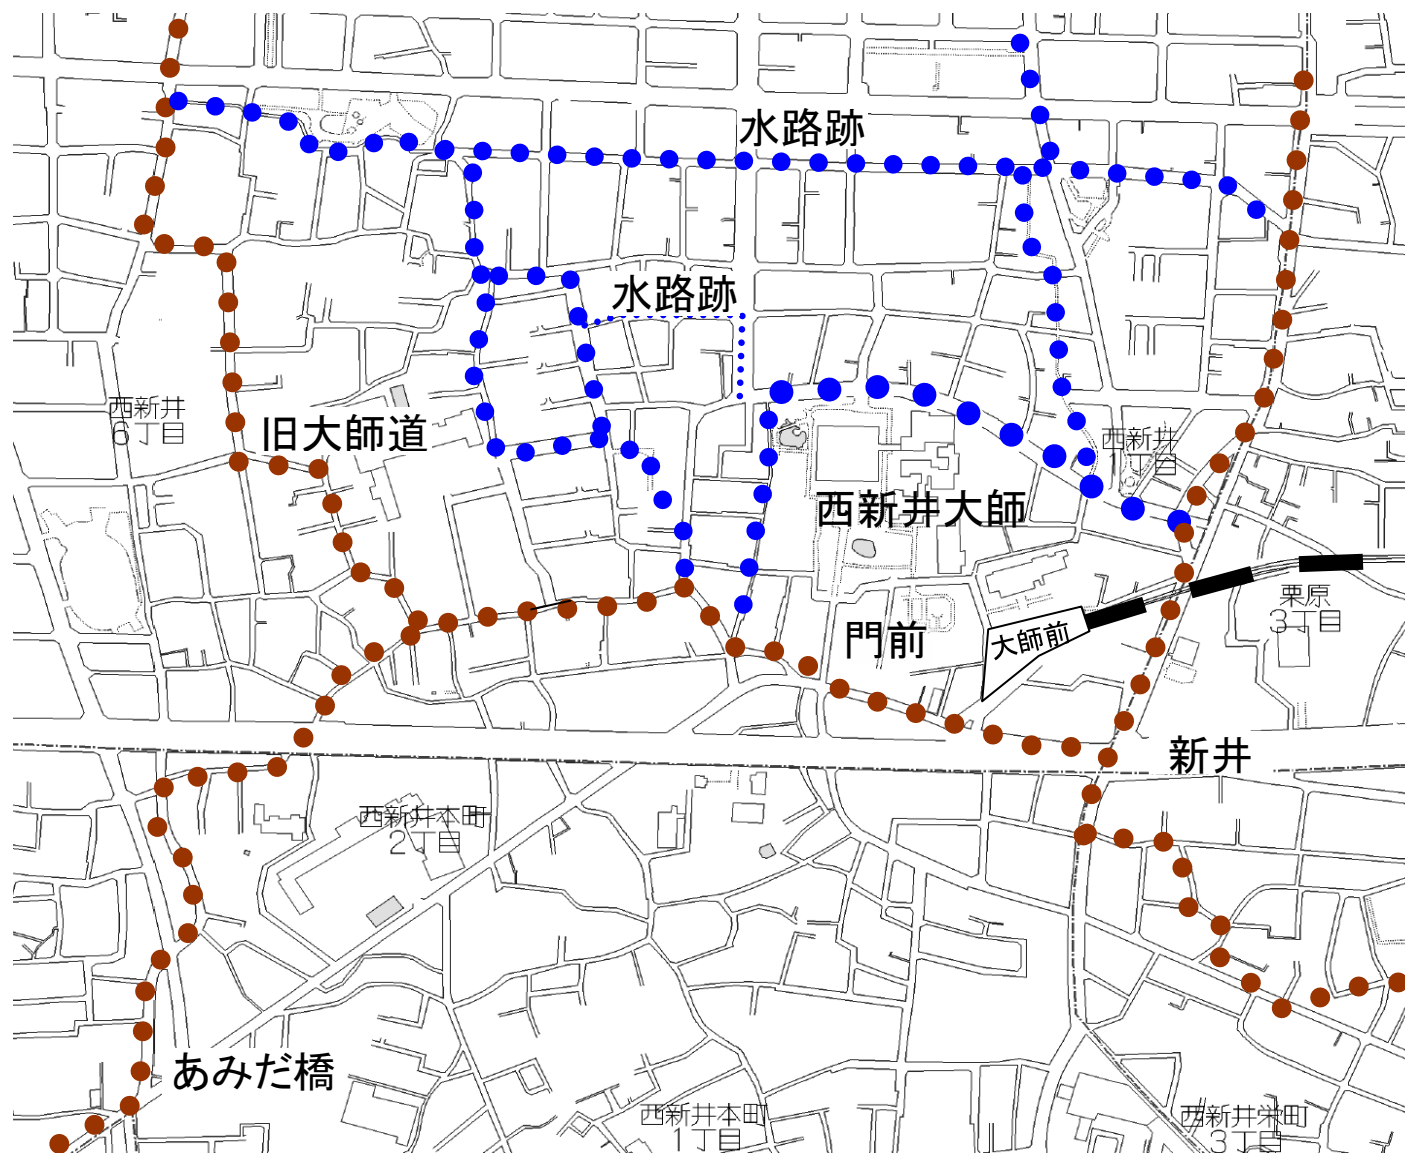 水路跡
水路跡
西新井
6丁目
旧大師道
西新井
1丁目
西新井大師
栗原
3丁目
門前
大師前
新井
西新井本町
2丁目
あみだ橋
西新井本町
1丁目
西新井栄町
3丁目